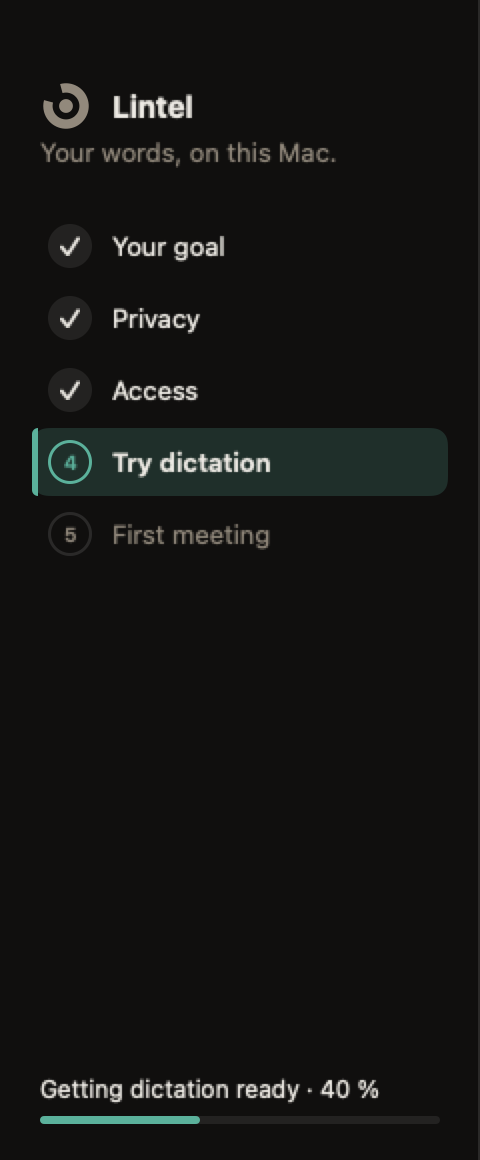 Lintel
Your words, on this Mac.
Your goal
Privacy
Access
4 Try dictation
5 First meeting
Getting dictation ready · 40 %